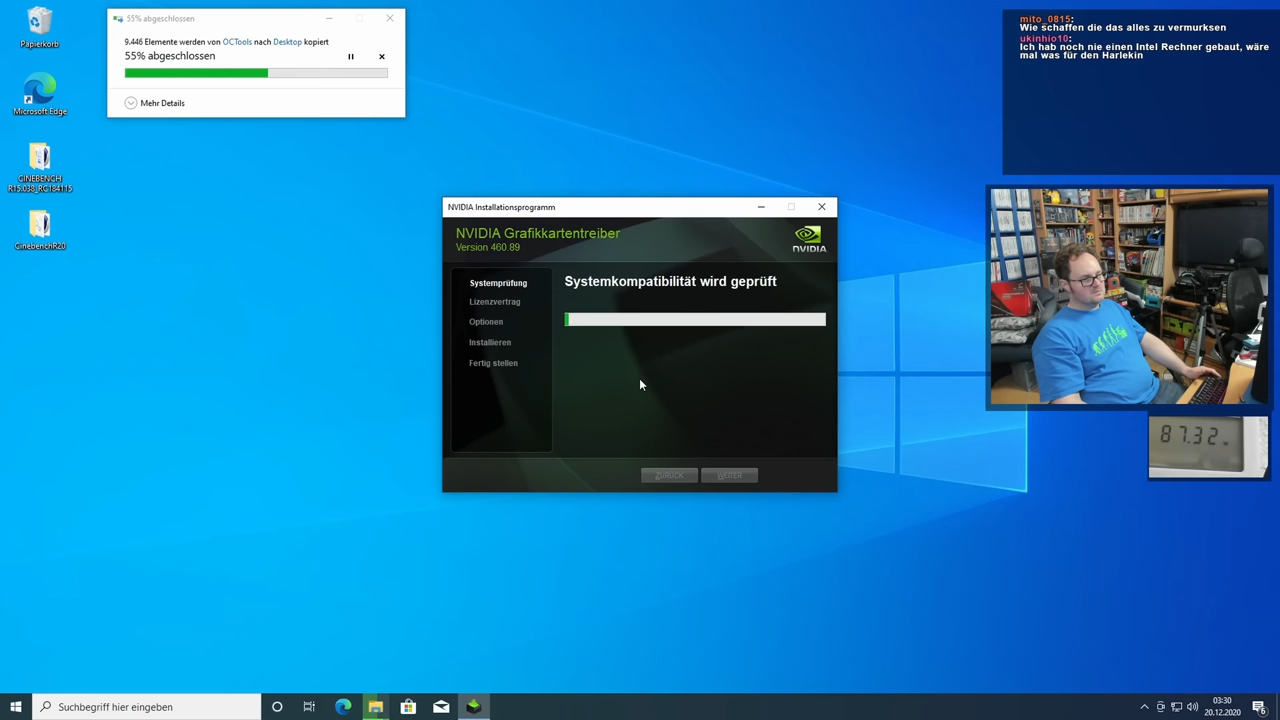 Papierkorb
Microsoft Edge
CINEBENCH
R15.038_RC184115
CinebenchR20
55% abgeschlossen
9.446 Elemente werden von OCTools nach Desktop kopiert
55% abgeschlossen
Mehr Details
NVIDIA Installationsprogramm
NVIDIA Grafikkartentreiber
Version 460.89
NVIDIA
Systemprüfung
Lizenzvertrag
Optionen
Installieren
Fertig stellen
Systemkompatibilität wird geprüft
ZURÜCK
WEITER
mito_0815:
Wie schaffen die das alles zu vermurksen
ukinhio10:
Ich hab noch nie einen Intel Rechner gebaut, wäre
mal was für den Harlekin
87.32
Suchbegriff hier eingeben
03:30
20.12.2020
6